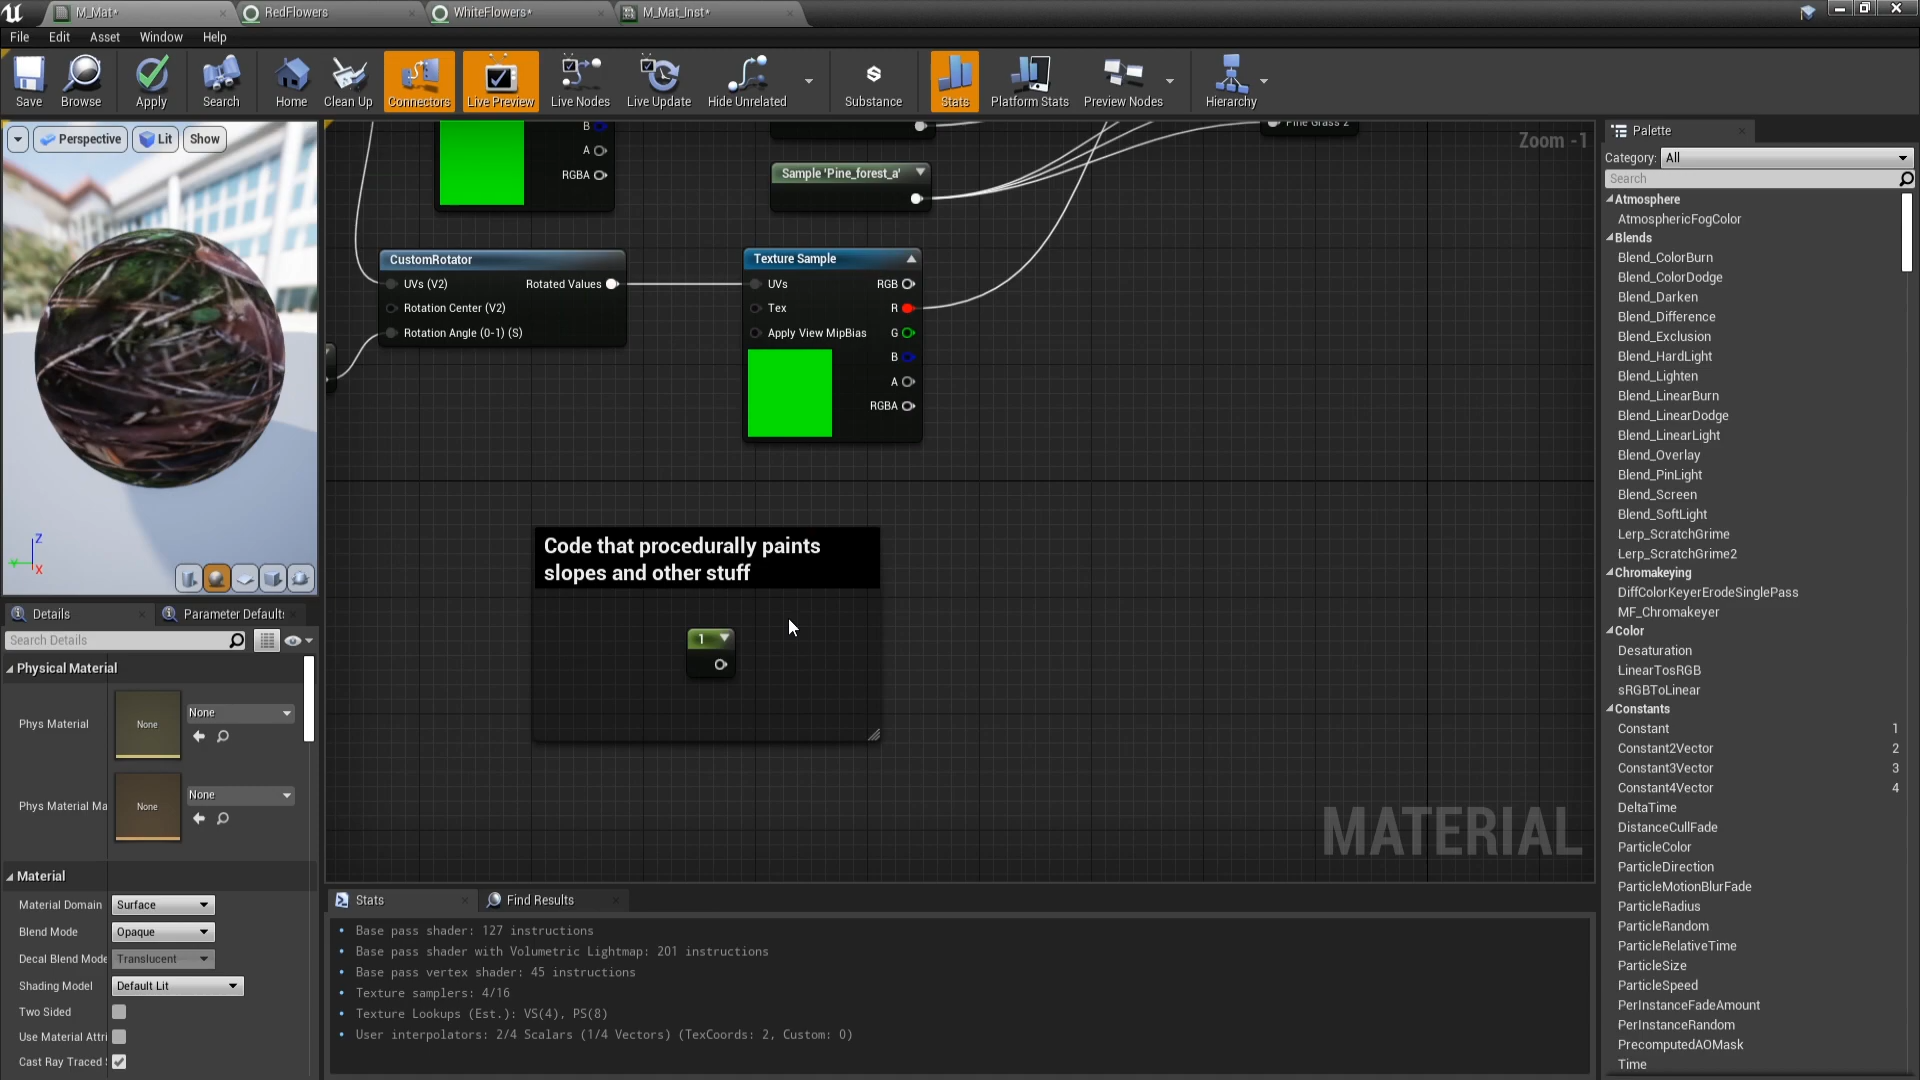 M_Mat*
RedFlowers
WhiteFlowers*
M_Mat_Inst*
File
Edit
Asset
Window
Help
Save
Browse
Apply
Search
Home
Clean Up
Connectors
Live Preview
Live Nodes
Live Update
Hide Unrelated
Substance
Stats
Platform Stats
Preview Nodes
Hierarchy
Perspective
Lit
Show
Z
Y
X
Details
Parameter Defaults
Search Details
Physical Material
Phys Material
None
None
Phys Material Ma
None
None
Material
Material Domain
Surface
Blend Mode
Opaque
Decal Blend Mode
Translucent
Shading Model
Default Lit
Two Sided
Use Material Attri
Cast Ray Traced
Zoom -1
B
A
RGBA
Sample 'Pine_forest_a'
Pine Grass 2
CustomRotator
UVs (V2)
Rotated Values
Rotation Center (V2)
Rotation Angle (0-1) (S)
Texture Sample
UVs
RGB
Tex
R
Apply View MipBias
G
B
A
RGBA
Code that procedurally paints
slopes and other stuff
1
MATERIAL
Stats
Find Results
Base pass shader: 127 instructions
Base pass shader with Volumetric Lightmap: 201 instructions
Base pass vertex shader: 45 instructions
Texture samplers: 4/16
Texture Lookups (Est.): VS(4), PS(8)
User interpolators: 2/4 Scalars (1/4 Vectors) (TexCoords: 2, Custom: 0)
Palette
Category:
All
Search
Atmosphere
AtmosphericFogColor
Blends
Blend_ColorBurn
Blend_ColorDodge
Blend_Darken
Blend_Difference
Blend_Exclusion
Blend_HardLight
Blend_Lighten
Blend_LinearBurn
Blend_LinearDodge
Blend_LinearLight
Blend_Overlay
Blend_PinLight
Blend_Screen
Blend_SoftLight
Lerp_ScratchGrime
Lerp_ScratchGrime2
Chromakeying
DiffColorKeyerErodeSinglePass
MF_Chromakeyer
Color
Desaturation
LinearTosRGB
sRGBToLinear
Constants
Constant 1
Constant2Vector 2
Constant3Vector 3
Constant4Vector 4
DeltaTime
DistanceCullFade
ParticleColor
ParticleDirection
ParticleMotionBlurFade
ParticleRadius
ParticleRandom
ParticleRelativeTime
ParticleSize
ParticleSpeed
PerInstanceFadeAmount
PerInstanceRandom
PrecomputedAOMask
Time